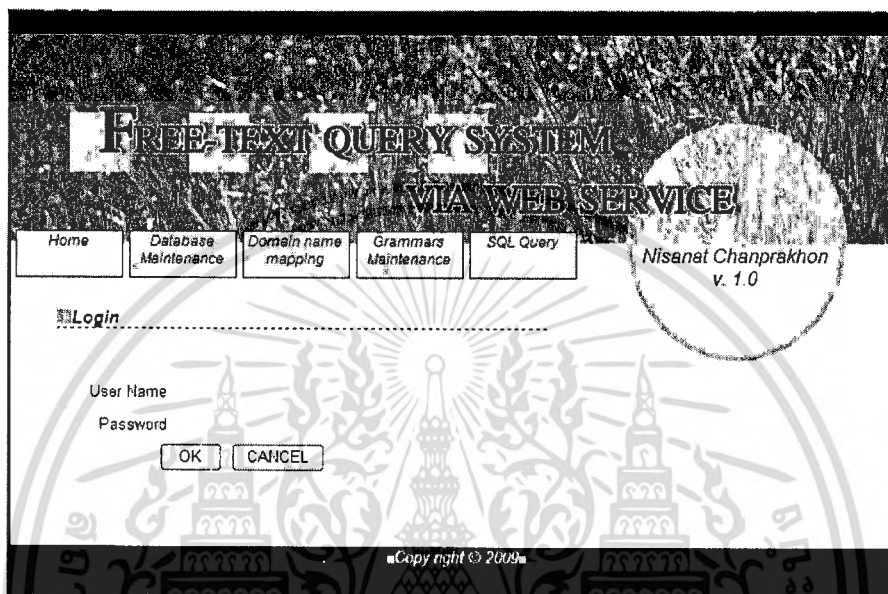 FREE-TEXT QUERY SYSTEM
VIA WEB SERVICE
Home
Database
Maintenance
Domain name
mapping
Grammars
Maintenance
SQL Query
Nisanat Chanprakhon
v. 1.0
Login
User Name
Password
OK CANCEL
Copy right © 2009